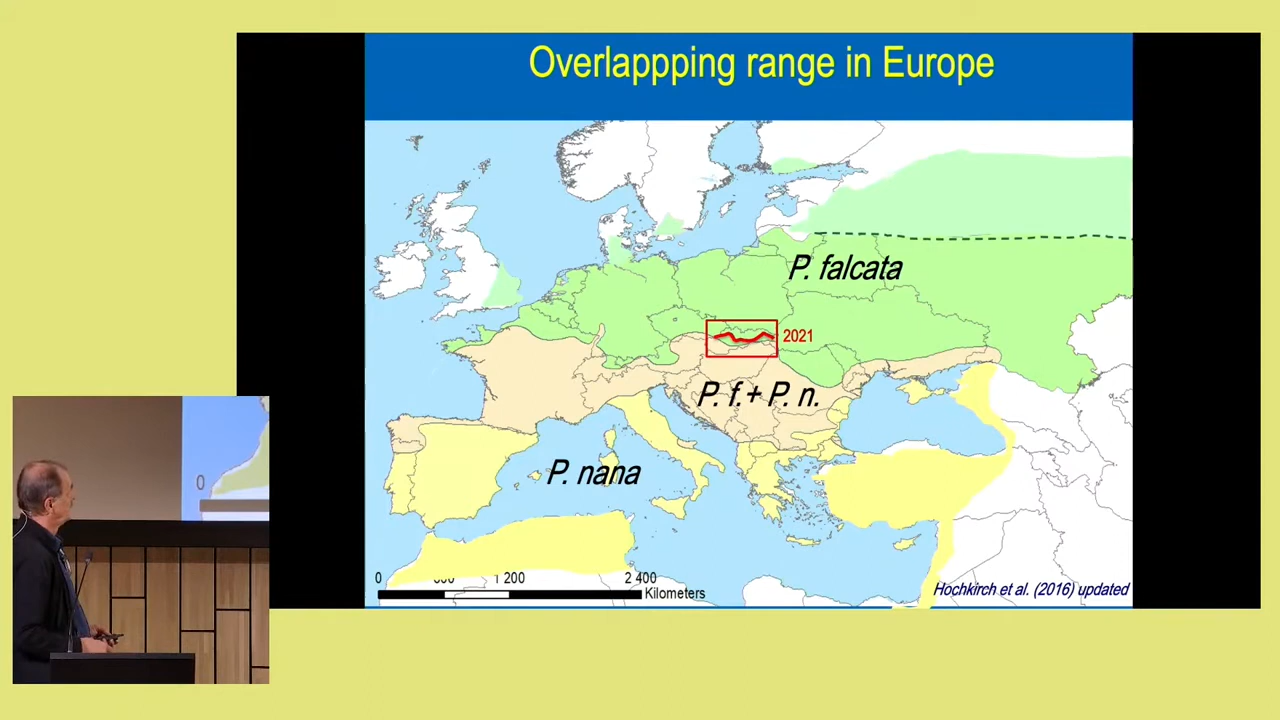 Overlappping range in Europe
P. falcata
2021
P. f.+ P. n.
P. nana
0
0 600 1 200 2 400
Kilometers
Hochkirch et al. (2016) updated